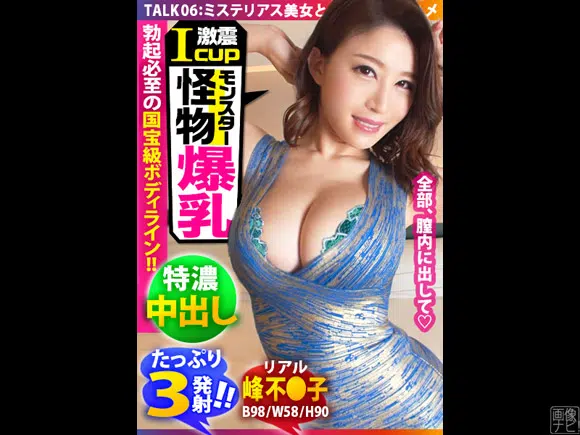 TALK06:ミステリアス美女と
メ
勃起必至の国宝級ボディライン!!
激震
Icup
モンスター
怪物爆乳
全部、膣内に出して♡
特濃
中出し
たっぷり
3発射!!
リアル
峰不●子
B98/W58/H90
画像
ナビ